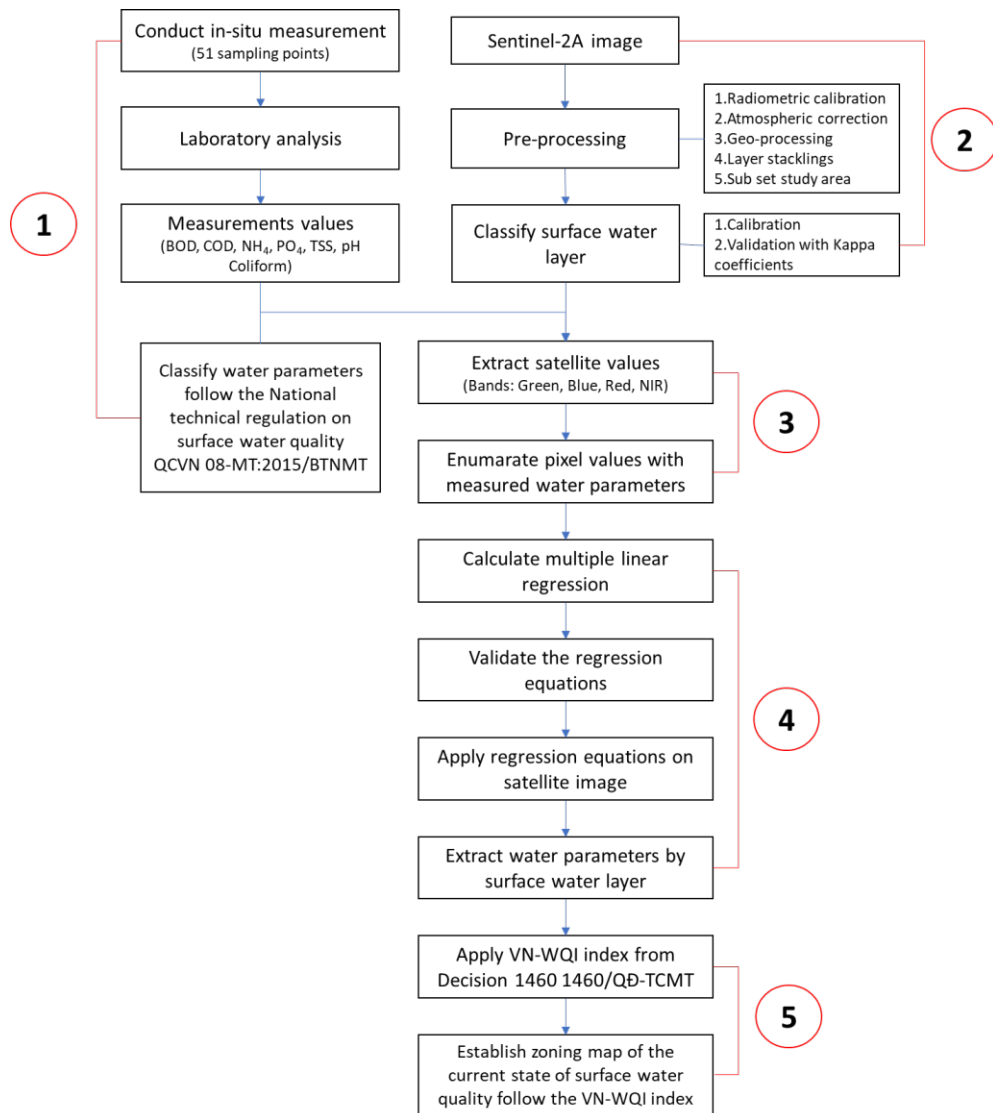 Conduct in-situ measurement
(51 sampling points)
Laboratory analysis
Measurements values
(BOD, COD, NH₄, PO₄, TSS, pH
Coliform)
Classify water parameters
follow the National
technical regulation on
surface water quality
QCVN 08-MT:2015/BTNMT
1
Sentinel-2A image
Pre-processing
1.Radiometric calibration
2.Atmospheric correction
3.Geo-processing
4.Layer stacklings
5.Sub set study area
Classify surface water
layer
1.Calibration
2.Validation with Kappa
coefficients
2
Extract satellite values
(Bands: Green, Blue, Red, NIR)
Enumarate pixel values with
measured water parameters
3
Calculate multiple linear
regression
Validate the regression
equations
Apply regression equations on
satellite image
Extract water parameters by
surface water layer
4
Apply VN-WQI index from
Decision 1460 1460/QĐ-TCMT
Establish zoning map of the
current state of surface water
quality follow the VN-WQI index
5